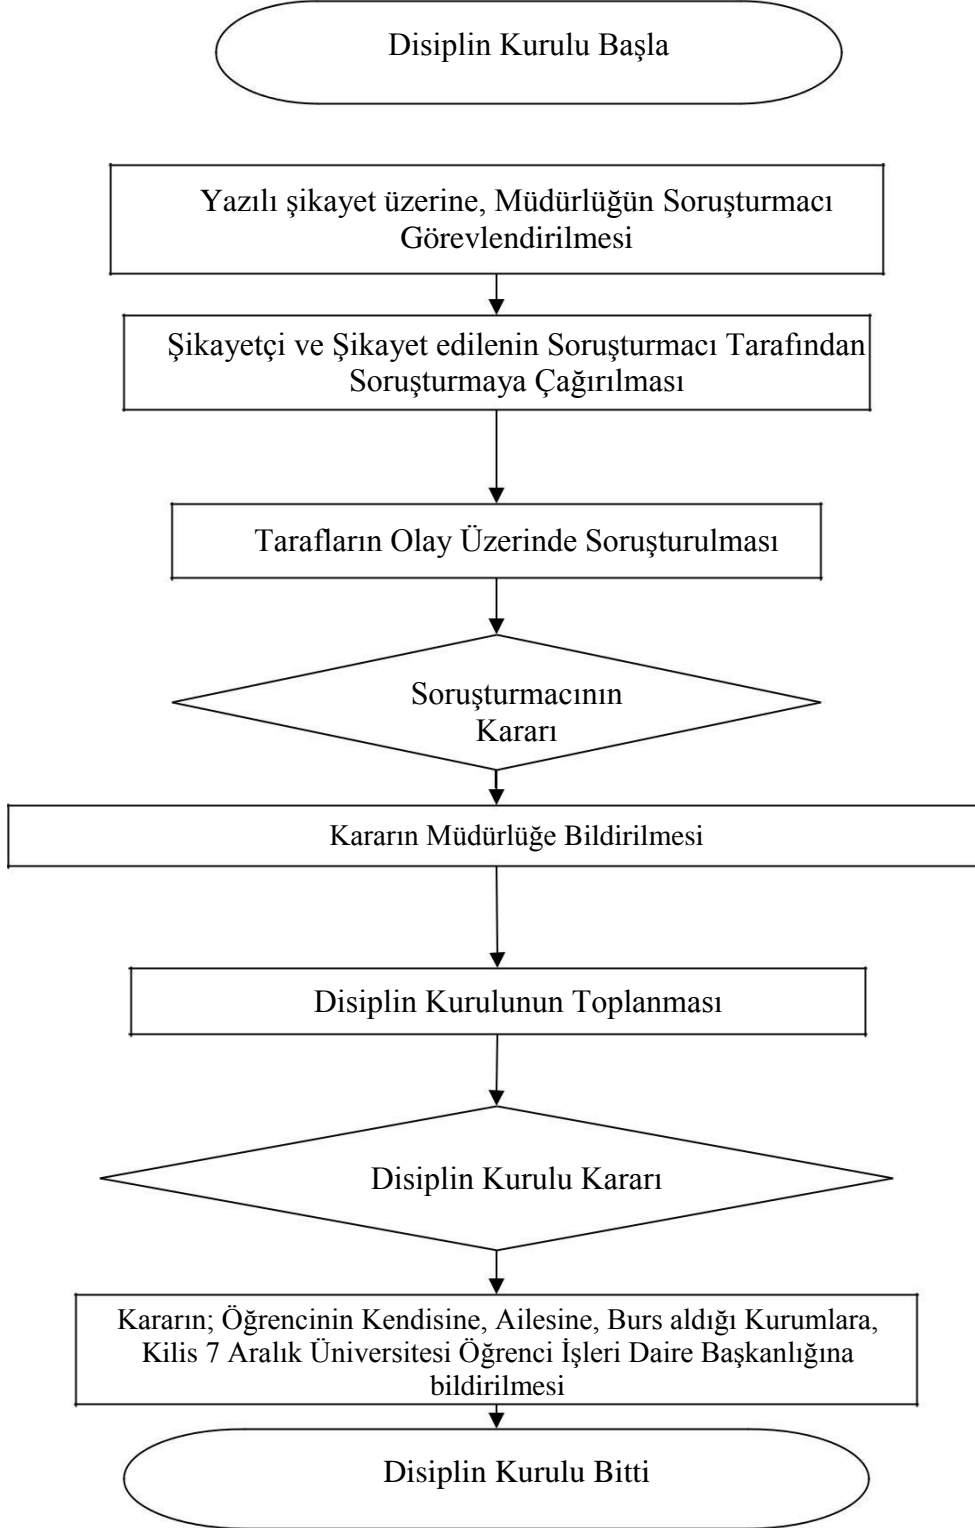 Disiplin Kurulu Başla
Yazılı şikayet üzerine, Müdürlüğün Soruşturmacı
Görevlendirilmesi
Şikayetçi ve Şikayet edilenin Soruşturmacı Tarafından
Soruşturmaya Çağırılması
Tarafların Olay Üzerinde Soruşturulması
Soruşturmacının
Kararı
Kararın Müdürlüğe Bildirilmesi
Disiplin Kurulunun Toplanması
Disiplin Kurulu Kararı
Kararın; Öğrencinin Kendisine, Ailesine, Burs aldığı Kurumlara,
Kilis 7 Aralık Üniversitesi Öğrenci İşleri Daire Başkanlığına
bildirilmesi
Disiplin Kurulu Bitti